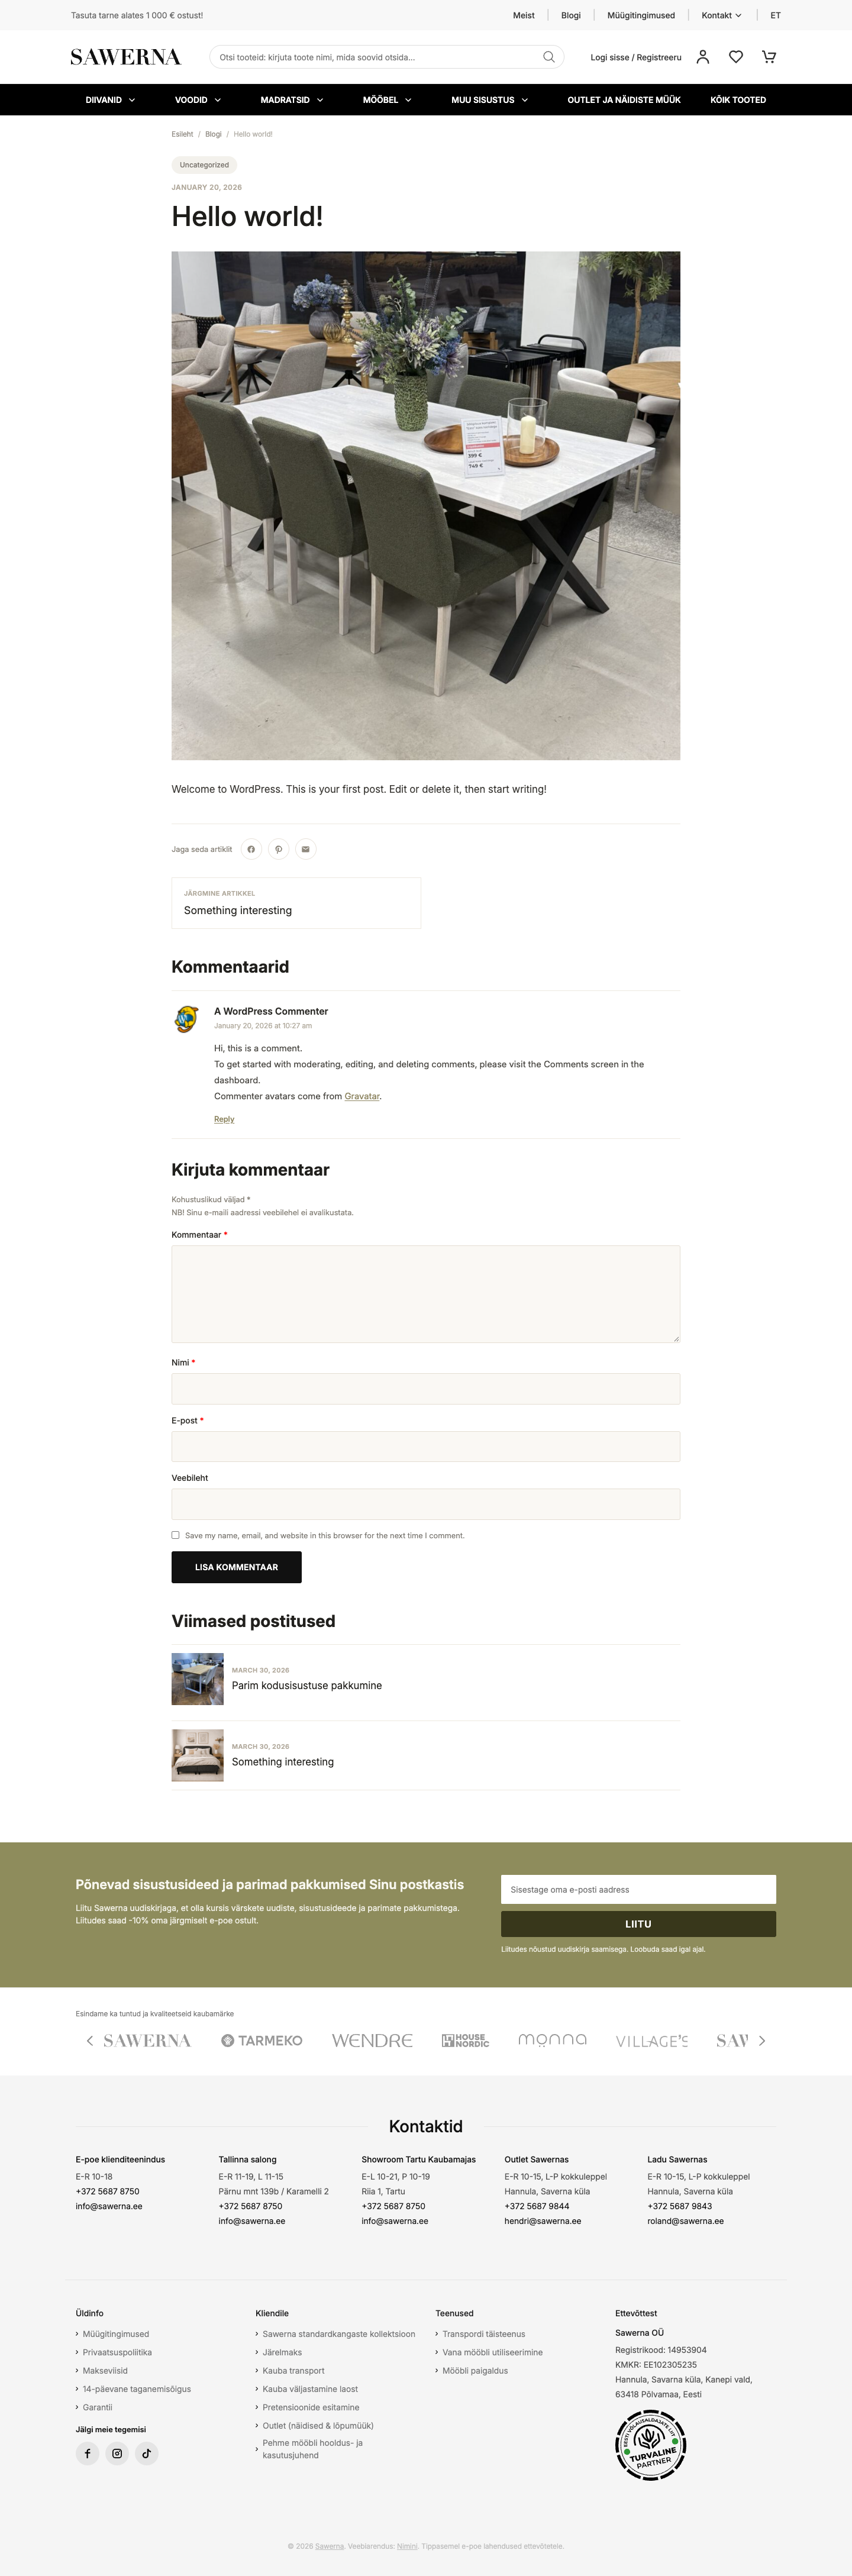 Tasuta tarne alates 1 000 € ostust!
Meist
Blogi
Müügitingimused
Kontakt
ET
SAWERNA
Otsi tooteid: kirjuta toote nimi, mida soovid otsida...
Logi sisse / Registreeru
DIIVANID
VOODID
MADRATSID
MÖÖBEL
MUU SISUSTUS
OUTLET JA NÄIDISTE MÜÜK
KÕIK TOOTED
Esileht / Blogi / Hello world!
Uncategorized
JANUARY 20, 2026
Hello world!
399 €
749 €
Welcome to WordPress. This is your first post. Edit or delete it, then start writing!
Jaga seda artiklit
JÄRGMINE ARTIKKEL
Something interesting
Kommentaarid
A WordPress Commenter
January 20, 2026 at 10:27 am
Hi, this is a comment.
To get started with moderating, editing, and deleting comments, please visit the Comments screen in the
dashboard.
Commenter avatars come from Gravatar.
Reply
Kirjuta kommentaar
Kohustuslikud väljad *
NB! Sinu e-maili aadressi veebilehel ei avalikustata.
Kommentaar *
Nimi *
E-post *
Veebileht
Save my name, email, and website in this browser for the next time I comment.
LISA KOMMENTAAR
Viimased postitused
MARCH 30, 2026
Parim kodusisustuse pakkumine
MARCH 30, 2026
Something interesting
Põnevad sisustusideed ja parimad pakkumised Sinu postkastis
Liitu Sawerna uudiskirjaga, et olla kursis värskete uudiste, sisustusideede ja parimate pakkumistega.
Liitudes saad -10% oma järgmiselt e-poe ostult.
Sisestage oma e-posti aadress
LIITU
Liitudes nõustud uudiskirja saamisega. Loobuda saad igal ajal.
Esindame ka tuntud ja kvaliteetseid kaubamärke
SAWERNA
TARMEKO
WENDRE
HOUSE NORDIC
monna
VILLAGE'S
SAW
Kontaktid
E-poe klienditeenindus
E-R 10-18
+372 5687 8750
info@sawerna.ee
Tallinna salong
E-R 11-19, L 11-15
Pärnu mnt 139b / Karamelli 2
+372 5687 8750
info@sawerna.ee
Showroom Tartu Kaubamajas
E-L 10-21, P 10-19
Riia 1, Tartu
+372 5687 8750
info@sawerna.ee
Outlet Sawernas
E-R 10-15, L-P kokkuleppel
Hannula, Saverna küla
+372 5687 9844
hendri@sawerna.ee
Ladu Sawernas
E-R 10-15, L-P kokkuleppel
Hannula, Saverna küla
+372 5687 9843
roland@sawerna.ee
Üldinfo
Müügitingimused
Privaatsuspoliitika
Makseviisid
14-päevane taganemisõigus
Garantii
Jälgi meie tegemisi
Kliendile
Sawerna standardkangaste kollektsioon
Järelmaks
Kauba transport
Kauba väljastamine laost
Pretensioonide esitamine
Outlet (näidised & lõpumüük)
Pehme mööbli hooldus- ja
kasutusjuhend
Teenused
Erimõõdus täisteenus
Vana mööbli utiliseerimine
Mööbli paigaldus
Ettevõttest
Sawerna OÜ
Registrikood: 14953904
KMKR: EE102305235
Hannula, Savarna küla, Kanepi vald,
63418 Põlvamaa, Eesti
EESTI VÕLAUSALDAJATE LIIT
TURVALINE
PARTNER
© 2026 Sawerna. Veebiarendus: Nimini. Tippasemel e-poe lahendused ettevõtetele.